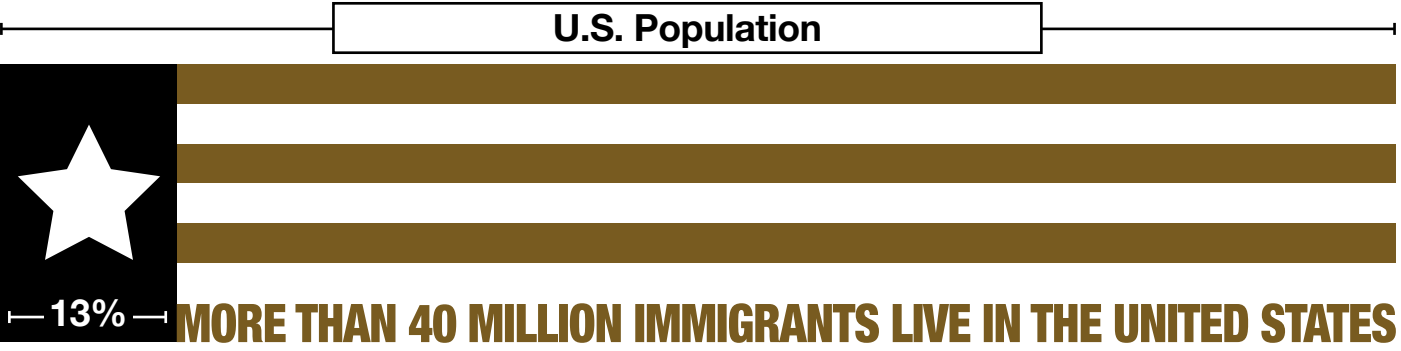 U.S. Population
13%
MORE THAN 40 MILLION IMMIGRANTS LIVE IN THE UNITED STATES